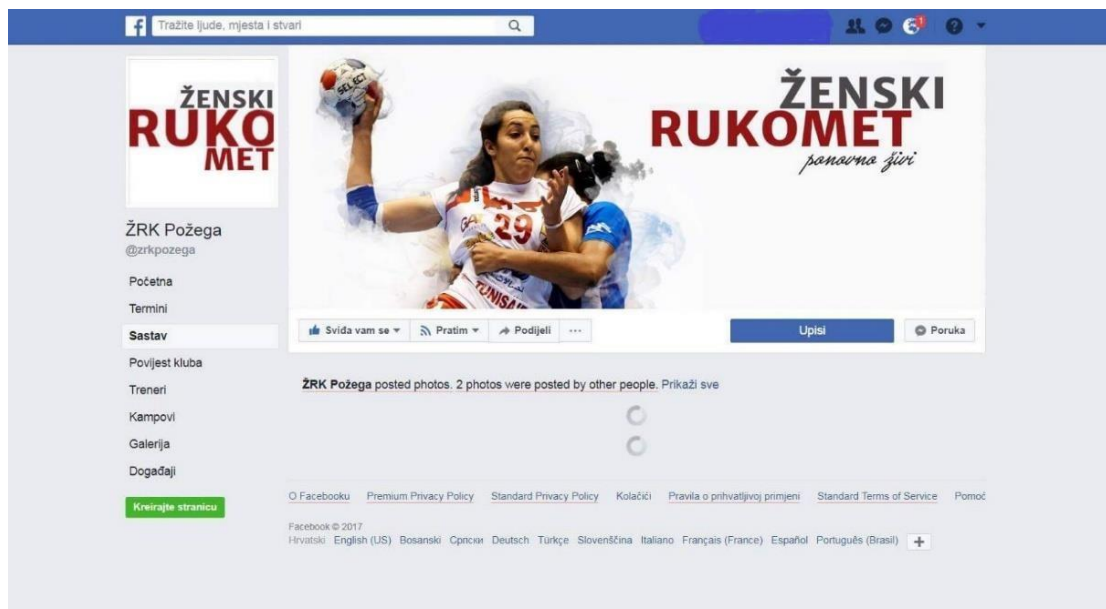 Tražite ljude, mjesta i stvari
1
ŽENSKI
RUKO
MET
ŽENSKI
RUKOMET
ponovno živi
SELECT
29
TUNISAIR
ŽRK Požega
@zrkpozega
Početna
Termini
Sastav
Povijest kluba
Treneri
Kampovi
Galerija
Događaji
Kreirajte stranicu
Sviđa vam se Pratim Podijeli ... Upisi Poruka
ŽRK Požega posted photos. 2 photos were posted by other people. Prikaži sve
O Facebooku Premium Privacy Policy Standard Privacy Policy Kolačići Pravila o prihvatljivoj primjeni Standard Terms of Service Pomoć
Facebook © 2017
Hrvatski English (US) Bosanski Српски Deutsch Türkçe Slovenščina Italiano Français (France) Español Português (Brasil) +